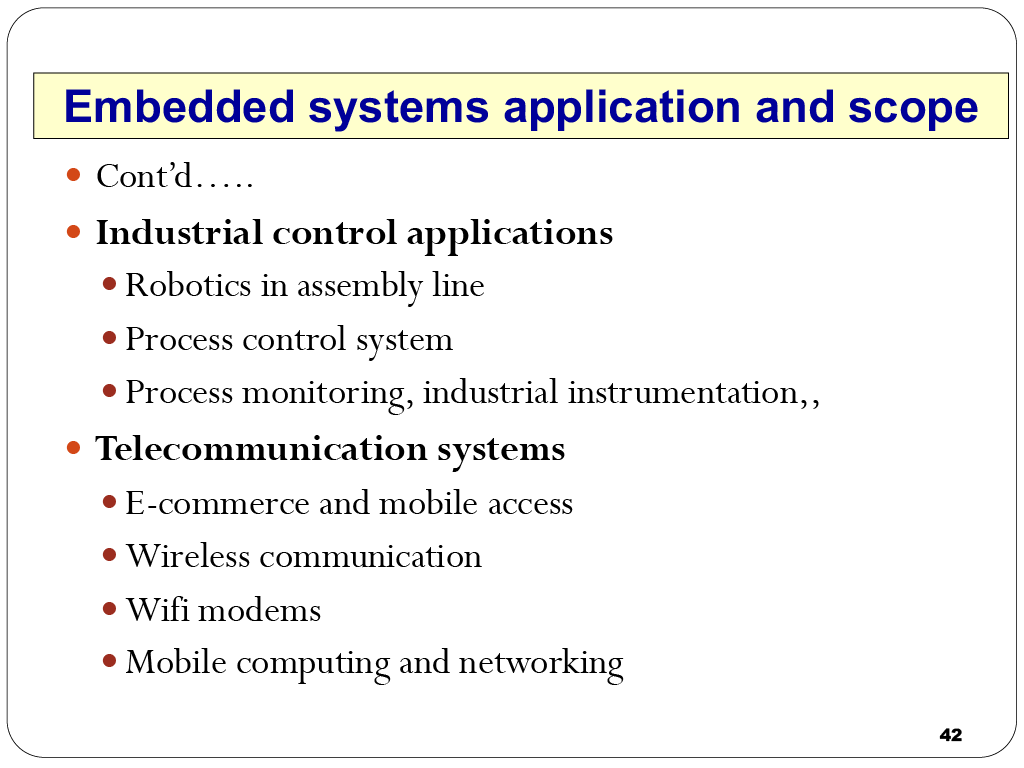 Embedded systems application and scope
Cont’d…..
Industrial control applications
Robotics in assembly line
Process control system
Process monitoring, industrial instrumentation,,
Telecommunication systems
E-commerce and mobile access
Wireless communication
Wifi modems
Mobile computing and networking
42